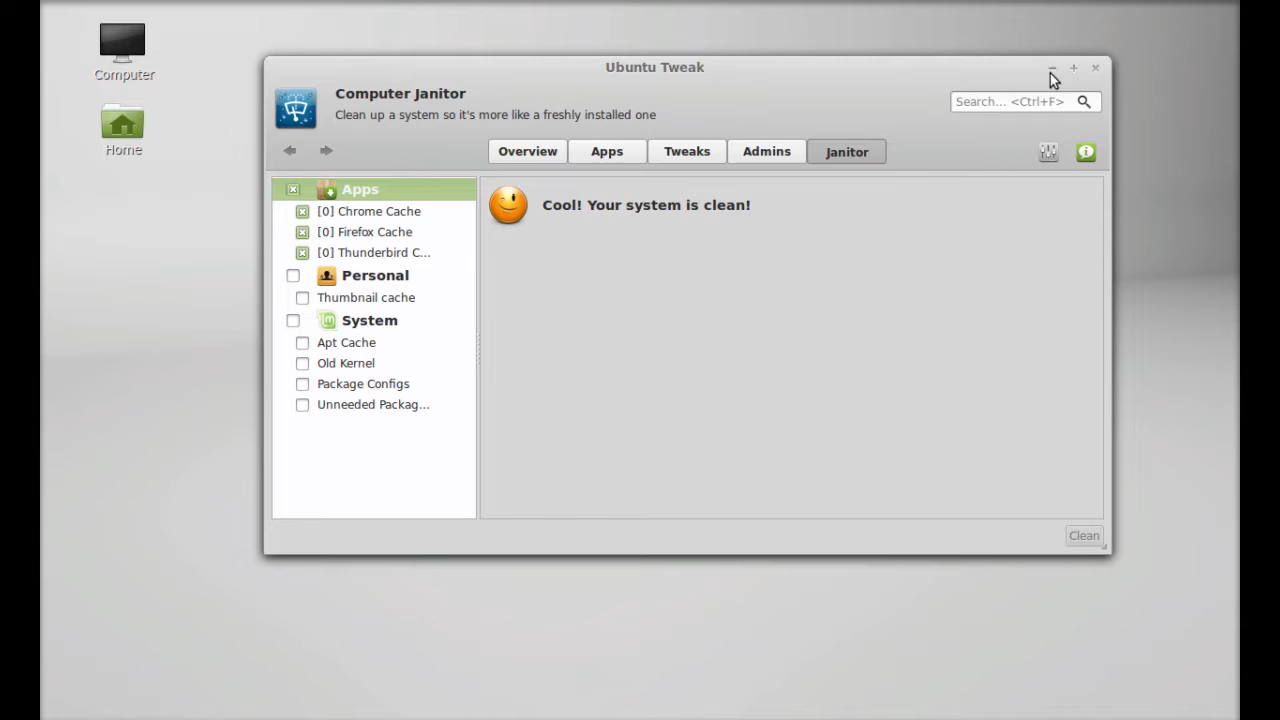 Computer
Home
Ubuntu Tweak
Computer Janitor
Clean up a system so it's more like a freshly installed one
Search... <Ctrl+F>
Overview
Apps
Tweaks
Admins
Janitor
Apps
[0] Chrome Cache
[0] Firefox Cache
[0] Thunderbird C...
Personal
Thumbnail cache
System
Apt Cache
Old Kernel
Package Configs
Unneeded Packag...
Cool! Your system is clean!
Clean